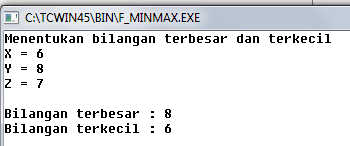 C:\TCWIN45\BIN\F_MINMAX.EXE
Menentukan bilangan terbesar dan terkecil
X = 6
Y = 8
Z = 7
Bilangan terbesar : 8
Bilangan terkecil : 6